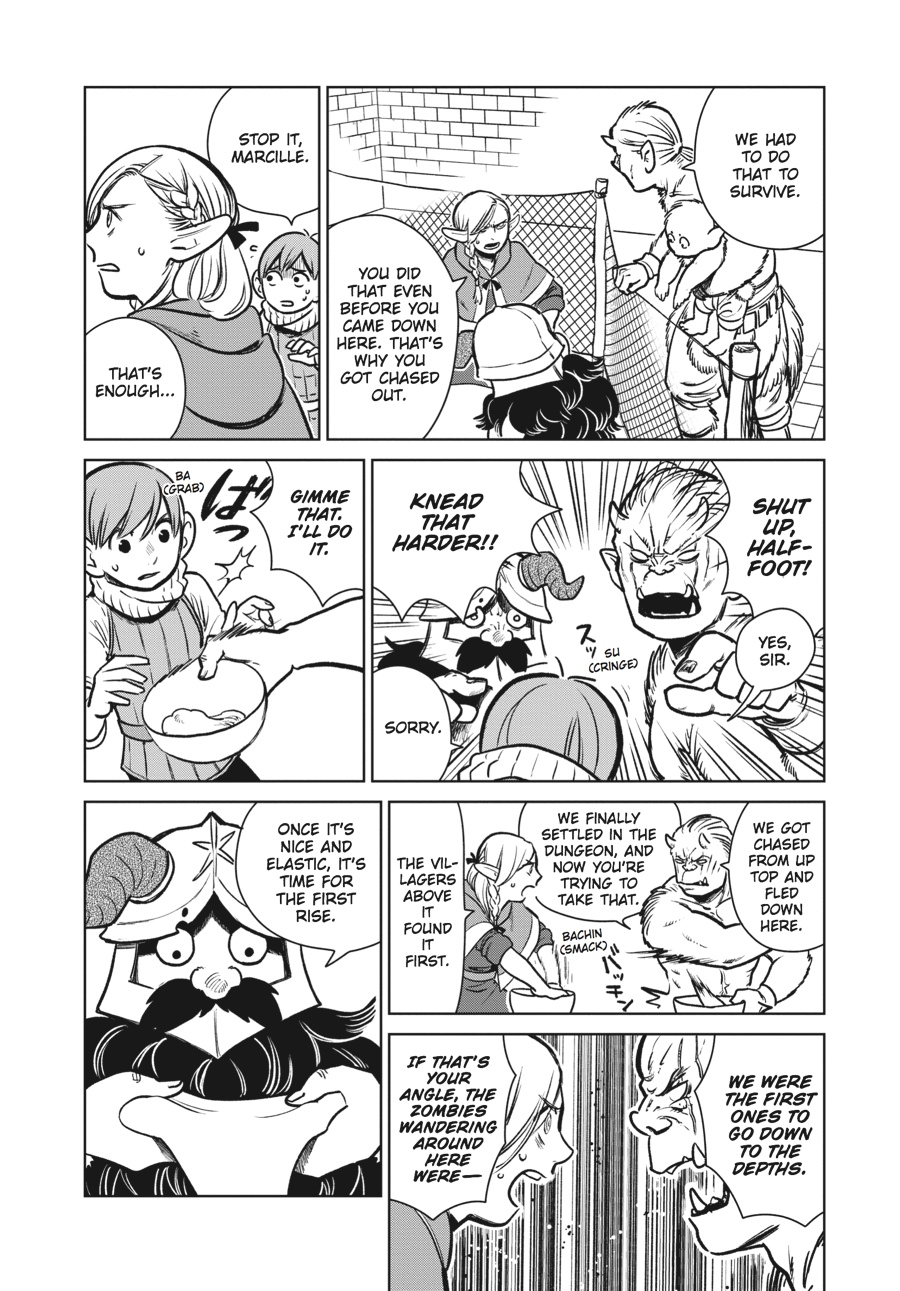 WE HAD
TO DO
THAT TO
SURVIVE.
YOU DID
THAT EVEN
BEFORE YOU
CAME DOWN
HERE. THAT'S
WHY YOU
GOT CHASED
OUT.
STOP IT,
MARCILLE.
THAT'S
ENOUGH...
SHUT
UP,
HALF-
FOOT!
YES,
SIR.
KNEAD
THAT
HARDER!!
スッ
SU
(CRINGE)
SORRY.
GIMME
THAT.
I'LL DO
IT.
ばっ
BA
(GRAB)
WE GOT
CHASED
FROM UP
TOP AND
FLED
DOWN
HERE.
WE FINALLY
SETTLED IN THE
DUNGEON, AND
NOW YOU'RE
TRYING TO
TAKE THAT.
バッチン
BACHIN
(SMACK)
THE VIL-
LAGERS
ABOVE
IT
FOUND
IT
FIRST.
ONCE IT'S
NICE AND
ELASTIC, IT'S
TIME FOR
THE FIRST
RISE.
WE WERE
THE FIRST
ONES TO
GO DOWN
TO THE
DEPTHS.
IF THAT'S
YOUR
ANGLE, THE
ZOMBIES
WANDERING
AROUND
HERE
WERE—